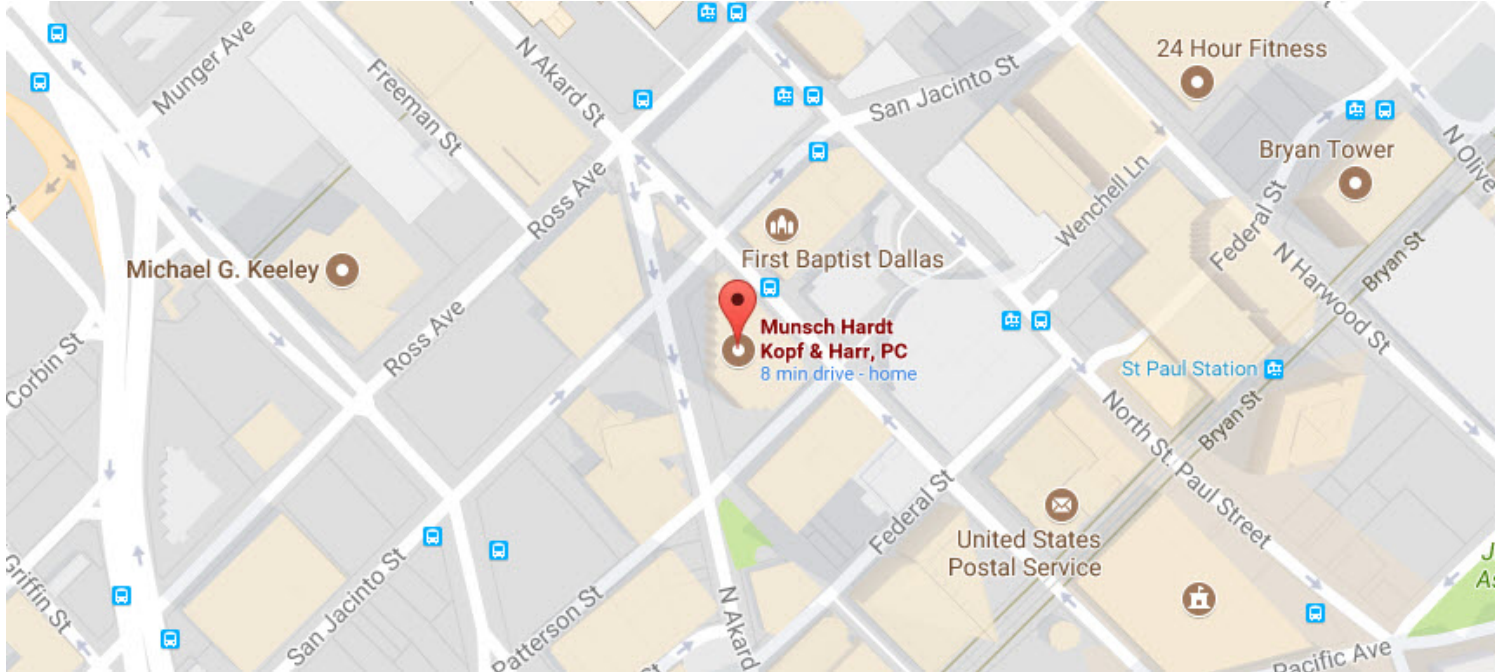 Munger Ave
Freeman St
N Akard St
San Jacinto St
24 Hour Fitness
Bryan Tower
N Olive
Ross Ave
Wenchell Ln
Federal St
First Baptist Dallas
Michael G. Keeley
N Harwood St
Bryan St
Munsch Hardt
Kopf & Harr, PC
8 min drive - home
Ross Ave
Corbin St
St Paul Station
Bryan St
North St. Paul Street
Federal St
United States
Postal Service
Griffin St
San Jacinto St
Patterson St
N Akard
Pacific Ave